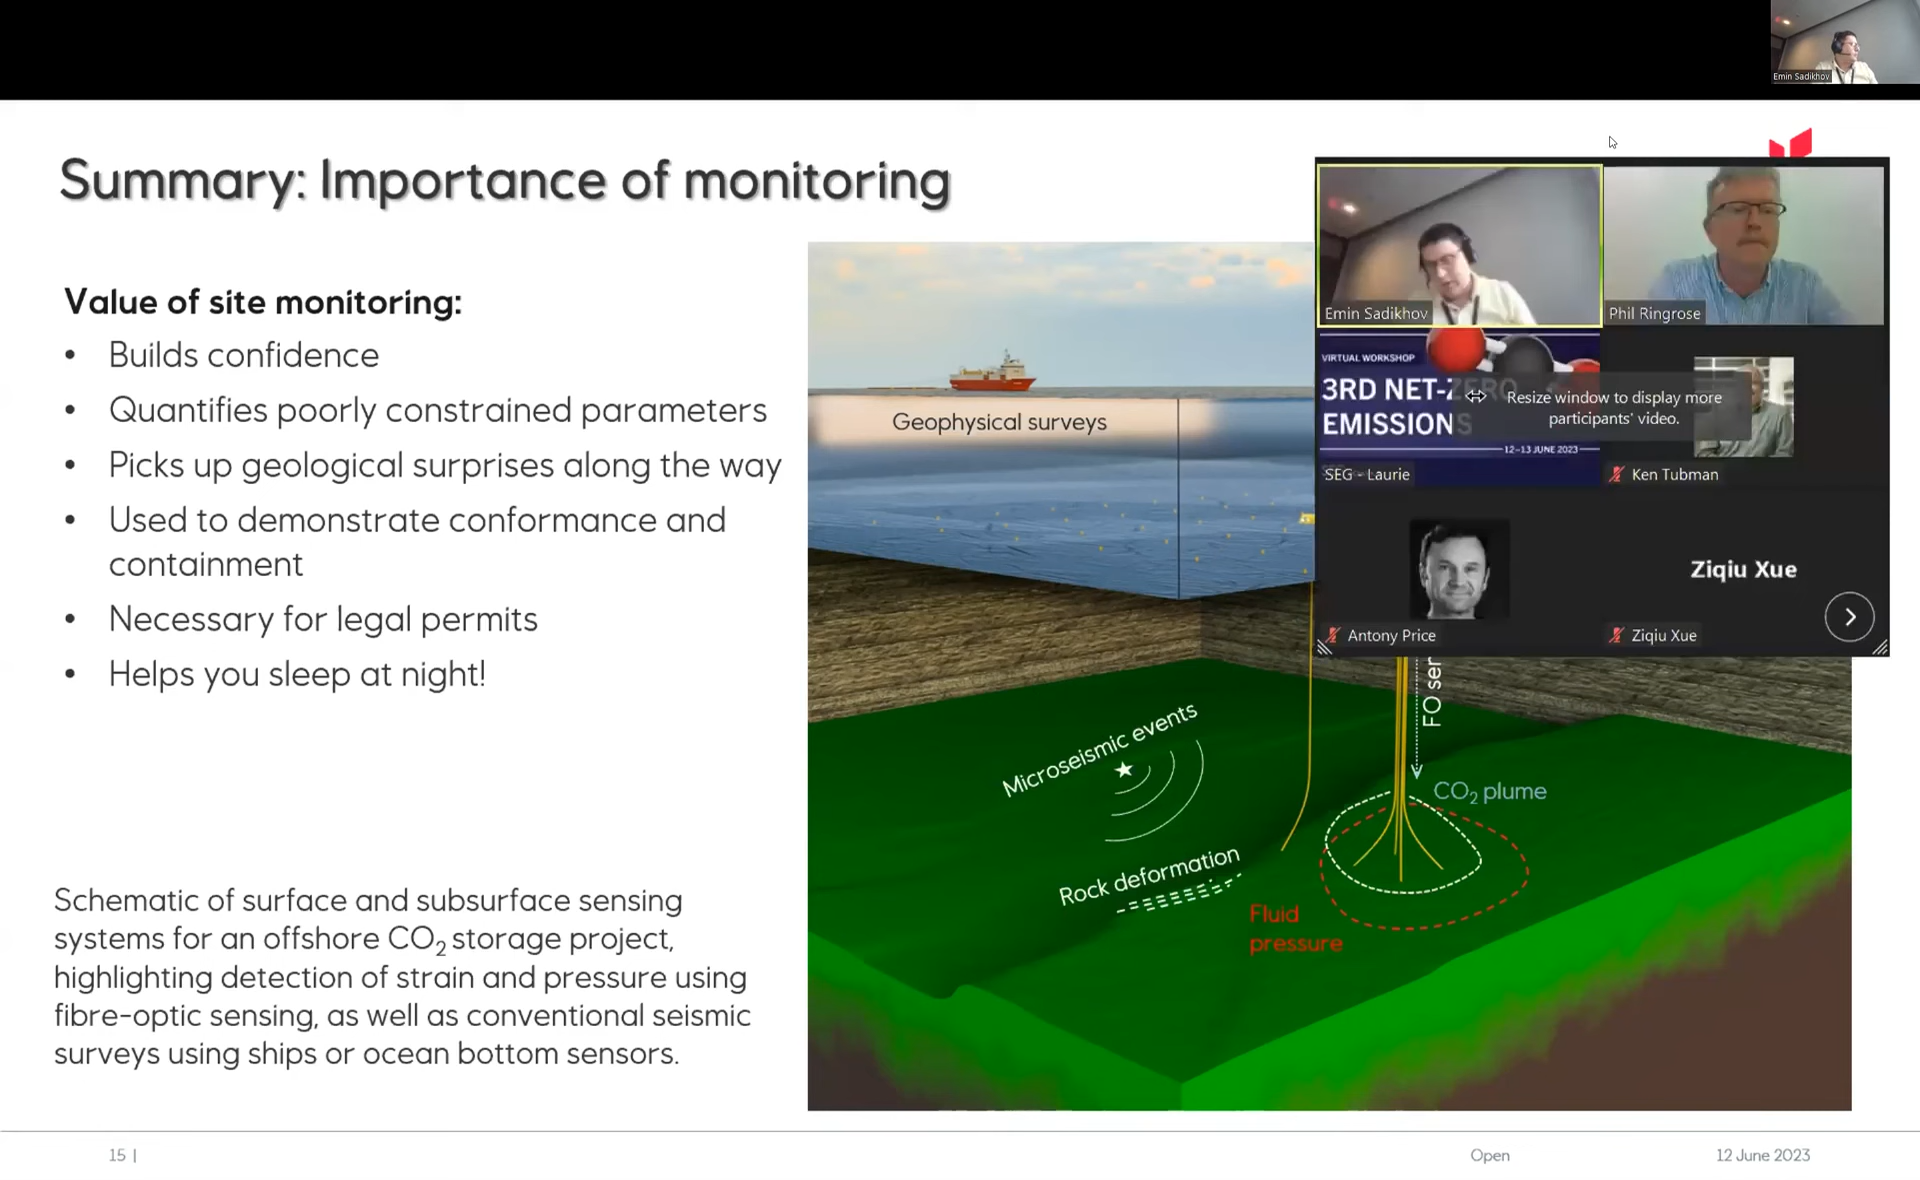 Emin Sadikhov
Summary: Importance of monitoring
Value of site monitoring:
• Builds confidence
• Quantifies poorly constrained parameters
• Picks up geological surprises along the way
• Used to demonstrate conformance and
containment
• Necessary for legal permits
• Helps you sleep at night!
Schematic of surface and subsurface sensing
systems for an offshore CO₂ storage project,
highlighting detection of strain and pressure using
fibre-optic sensing, as well as conventional seismic
surveys using ships or ocean bottom sensors.
Geophysical surveys
Microseismic events
Rock deformation
Fluid
pressure
CO₂ plume
FO ser
Emin Sadikhov
Phil Ringrose
VIRTUAL WORKSHOP
3RD NET-ZERO
EMISSIONS
12–13 JUNE 2023
Resize window to display more
participants' video.
SEG - Laurie
Ken Tubman
Antony Price
Ziqiu Xue
Ziqiu Xue
15 |
Open
12 June 2023